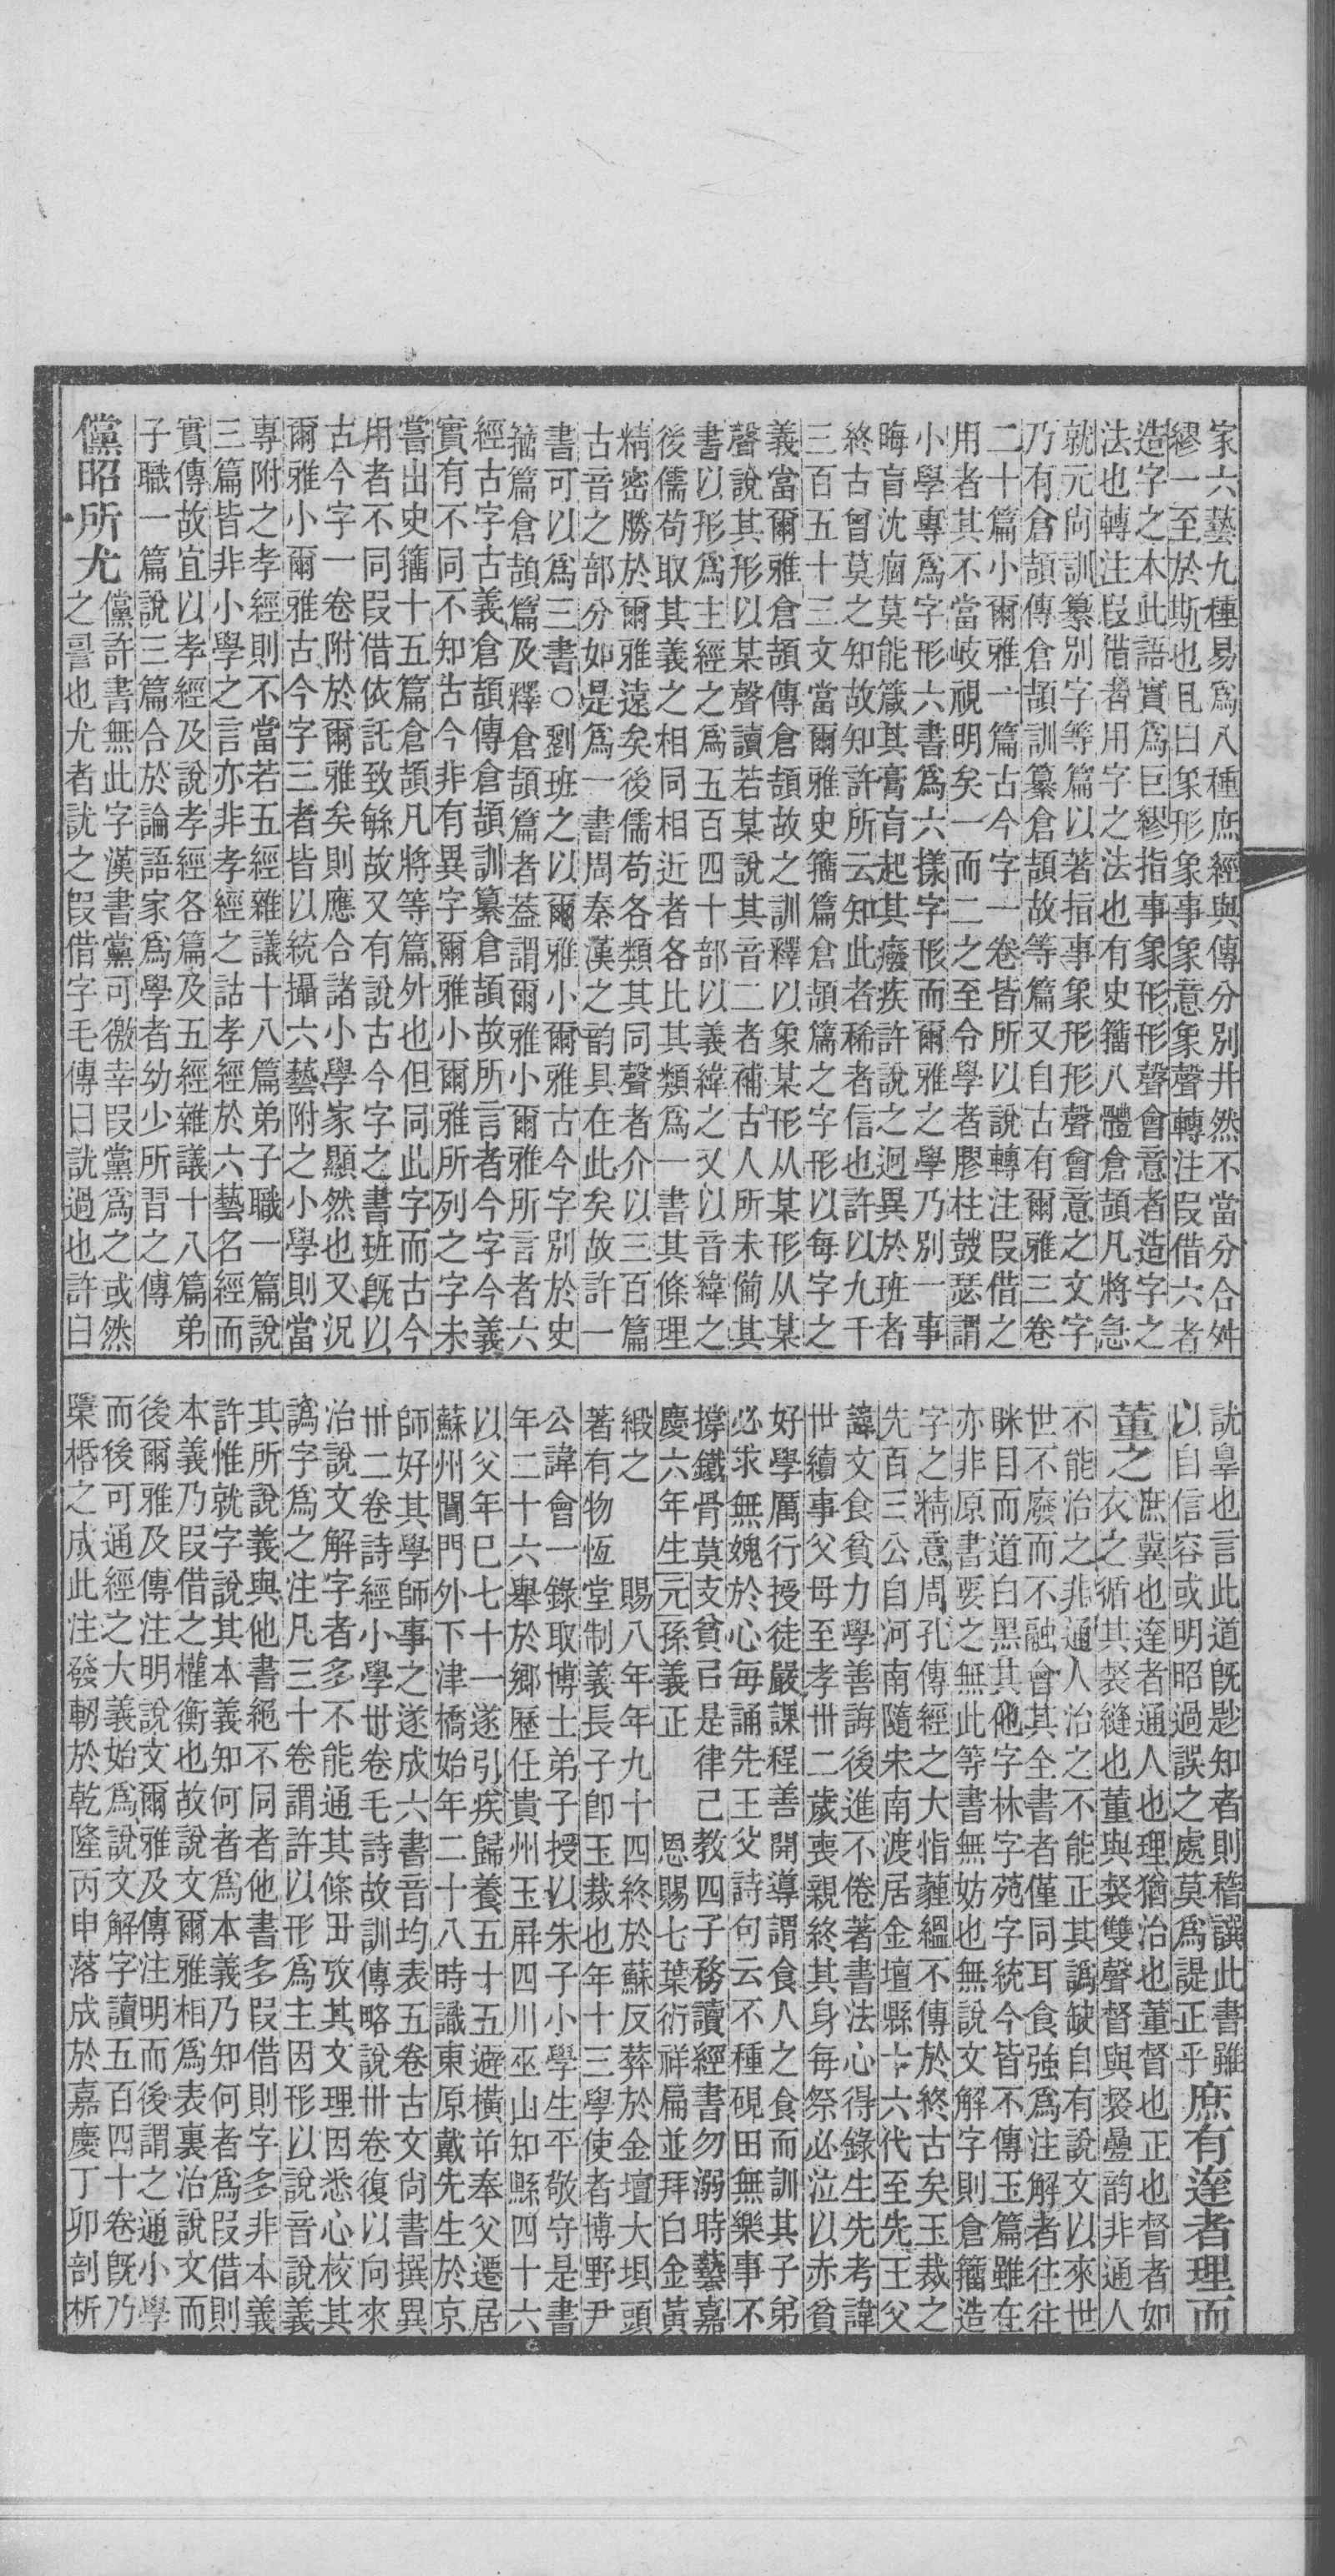 家六藝九種易爲八種庶經與傳分別井然不當分合舛
繆一至於斯也且曰象形象事象意象聲轉注叚借六者
造字之本此語實爲巨繆指事象形形聲會意者造字之
法也轉注叚借者用字之法也有史籒八體倉頡凡將急
就元尙訓纂別字等篇以著指事象形形聲會意之文字
乃有倉頡傳倉頡訓纂倉頡故等篇又自古有爾雅三卷
二十篇小爾雅一篇古今字一卷皆所以說轉注叚借之
用者其不當岐視明矣一而二之至令學者膠柱鼓瑟謂
小學專爲字形六書爲六㨾字形而爾雅之學乃別一事
晦盲沈痼莫能箴其膏肓起其癈疾許說之迥異於班者
終古曾莫之知故知許所云知此者稀者信也許以九千
三百五十三文當爾雅史籒篇倉頡篇之字形以每字之
義當爾雅倉頡傳倉頡故之訓釋以象某形从某形从某
聲說其形以某聲讀若某說其音二者補古人所未備其
書以形爲主經之爲五百四十部以義緯之又以音緯之
後儒苟取其義之相同相近者各比其類爲一書其條理
精密勝於爾雅遠矣後儒苟各類其同聲者介以三百篇
古音之部分如是爲一書周秦漢之韵具在此矣故許一
書可以爲三書○劉班之以爾雅小爾雅古今字別於史
籒篇倉頡篇及釋倉頡篇者葢謂爾雅小爾雅所言者六
經古字古義倉頡傳倉頡訓纂倉頡故所言者今字今義
實有不同不知古今非有異字爾雅小爾雅所列之字未
嘗出史籒十五篇倉頡凡將等篇外也但同此字而古今
用者不同叚借依託致緐故又有說古今字之書班旣以
古今字一卷附於爾雅矣則應合諸小學家顯然也又況
爾雅小爾雅古今字三者皆以統攝六藝附之小學則當
專附之孝經則不當若五經雜議十八篇弟子職一篇說
三篇皆非小學之言亦非孝經之詁孝經於六藝名經而
實傳故宜以孝經及說孝經各篇及五經雜議十八篇弟
子職一篇說三篇合於論語家爲學者幼少所習之傳
儻昭所尤儻許書無此字漢書黨可徼幸叚黨爲之或然
之䛐也尤者訧之叚借字毛傳曰訧過也許曰
訧辠也言此道旣尟知者則稽譔此書雖
以自信容或明昭過誤之處莫爲諟正乎庶有達者理而
董之庶冀也達者通人也理猶治也董督也正也督者如
衣之循其裻縫也董與裻雙聲督與裻曡韵非通人
不能治之非通人治之不能正其譌缺自有說文以來世
世不廢而不融會其全書者僅同耳食強爲注解者往往
眯目而道白黑其他字林字苑字統今皆不傳玉篇雖在
亦非原書要之無此等書無妨也無說文解字則倉籒造
字之精意周孔傳經之大恉薶縕不傳於終古矣玉裁之
先百三公自河南隨宋南渡居金壇縣十六代至先王父
諱文食貧力學善誨後進不倦著書法心得錄生先考諱
世續事父母至孝卅二歲喪親終其身每祭必泣以赤貧
好學厲行授徒嚴課程善開導謂食人之食而訓其子弟
必求無媿於心每誦先王父詩句云不種硯田無樂事不
撐鐵骨莫支貧㠯是律己教四子務讀經書勿溺時藝嘉
慶六年生元孫義正　恩賜七葉衍祥扁並拜白金黃
緞之　賜八年年九十四終於蘇反葬於金壇大垻頭
著有物恆堂制義長子卽玉裁也年十三學使者博野尹
公諱會一錄取博士弟子授以朱子小學生平敬守是書
年二十六舉於鄉歷任貴州玉屏四川巫山知縣四十六
以父年已七十一遂引疾歸養五十五避橫㞢奉父遷居
蘇州閶門外下津橋始年二十八時識東原戴先生於京
師好其學師事之遂成六書音均表五卷古文尙書撰異
卅二卷詩經小學卅卷毛詩故訓傳略說卅卷復以向來
治說文解字者多不能通其條毌攷其文理因悉心校其
譌字爲之注凡三十卷謂許以形爲主因形以說音說義
其所說義與他書絕不同者他書多叚借則字多非本義
許惟就字說其本義知何者爲本義乃知何者爲叚借則
本義乃叚借之權衡也故說文爾雅相爲表裏治說文而
後爾雅及傳注明說文爾雅及傳注明而後謂之通小學
而後可通經之大義始爲說文解字讀五百四十卷旣乃
檃桰之成此注發軔於乾隆丙申落成於嘉慶丁卯剖析